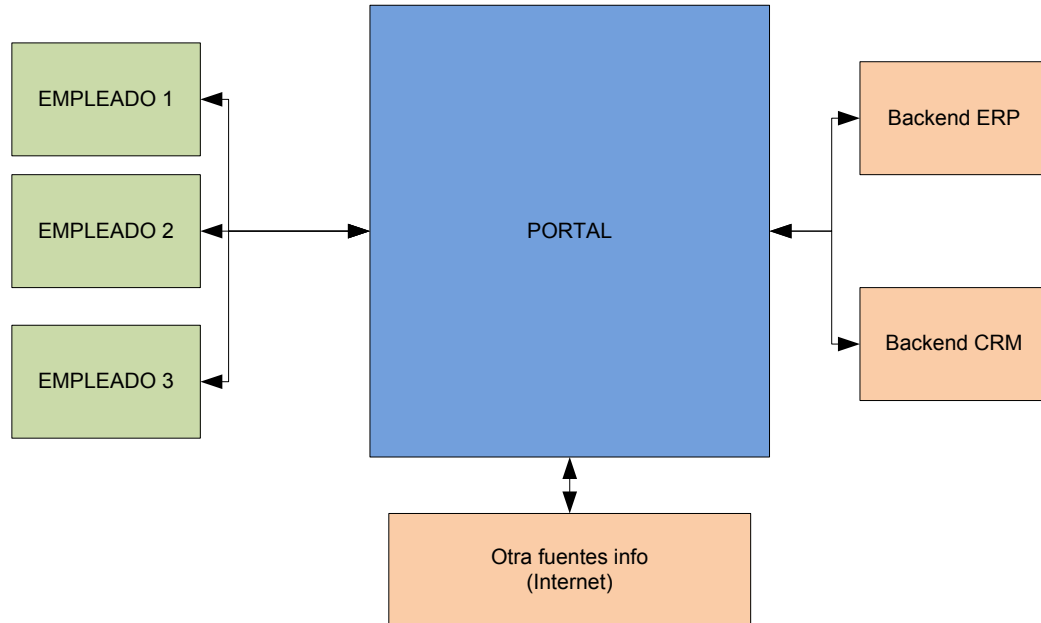 EMPLEADO 1
EMPLEADO 2
EMPLEADO 3
PORTAL
Backend ERP
Backend CRM
Otra fuentes info
(Internet)